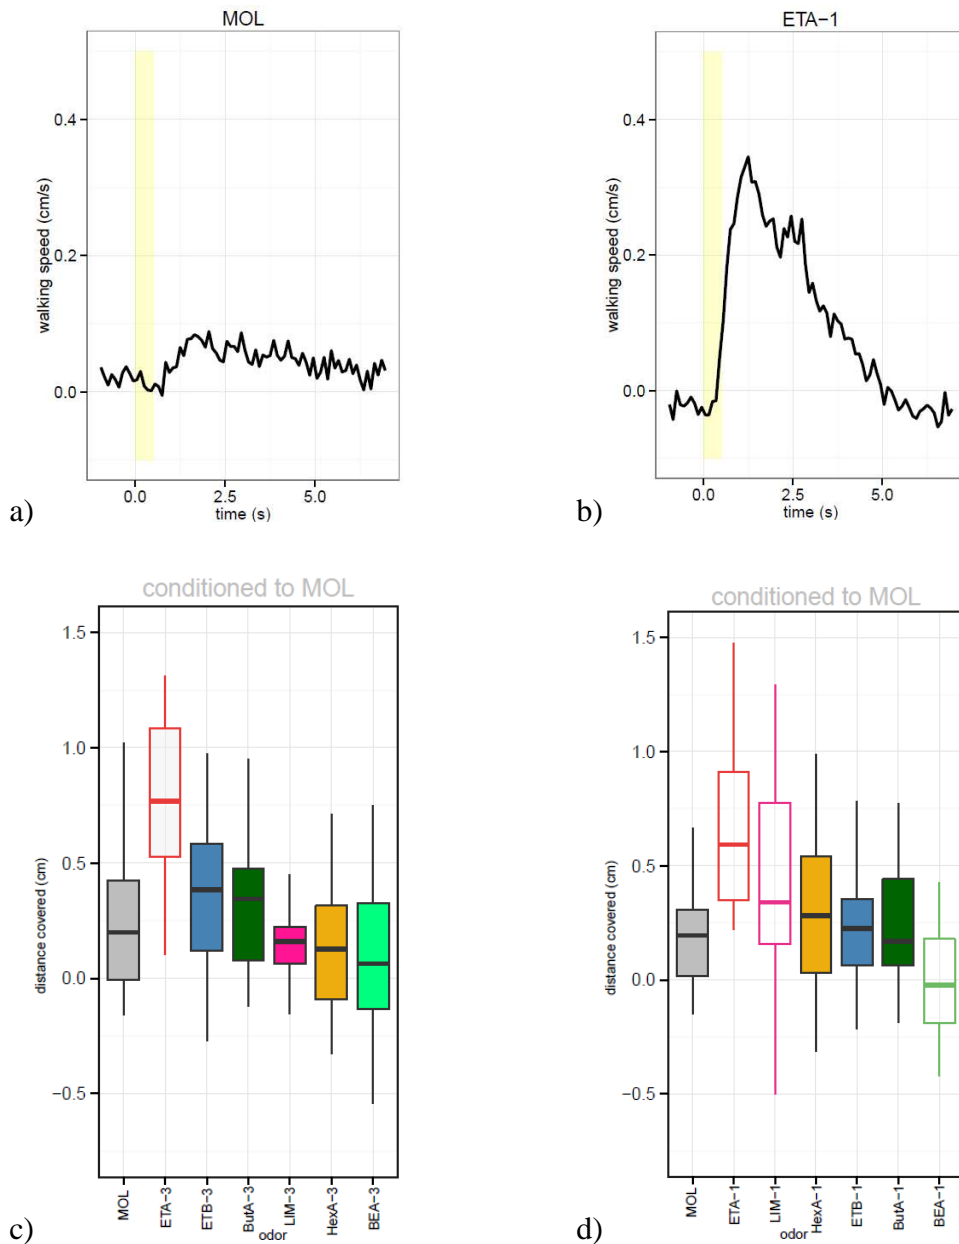 MOL
0.4
0.2
0.0
walking speed (cm/s)
0.0 2.5 5.0
time (s)
a)
ETA−1
0.4
0.2
0.0
walking speed (cm/s)
0.0 2.5 5.0
time (s)
b)
conditioned to MOL
1.5
1.0
0.5
0.0
−0.5
distance covered (cm)
MOL ETA−3 ETB−3 ButA−3 LIM−3 HexA−3 BEA−3
odor
c)
conditioned to MOL
1.5
1.0
0.5
0.0
−0.5
distance covered (cm)
MOL ETA−1 LIM−1 HexA−1 ETB−1 ButA−1 BEA−1
odor
d)